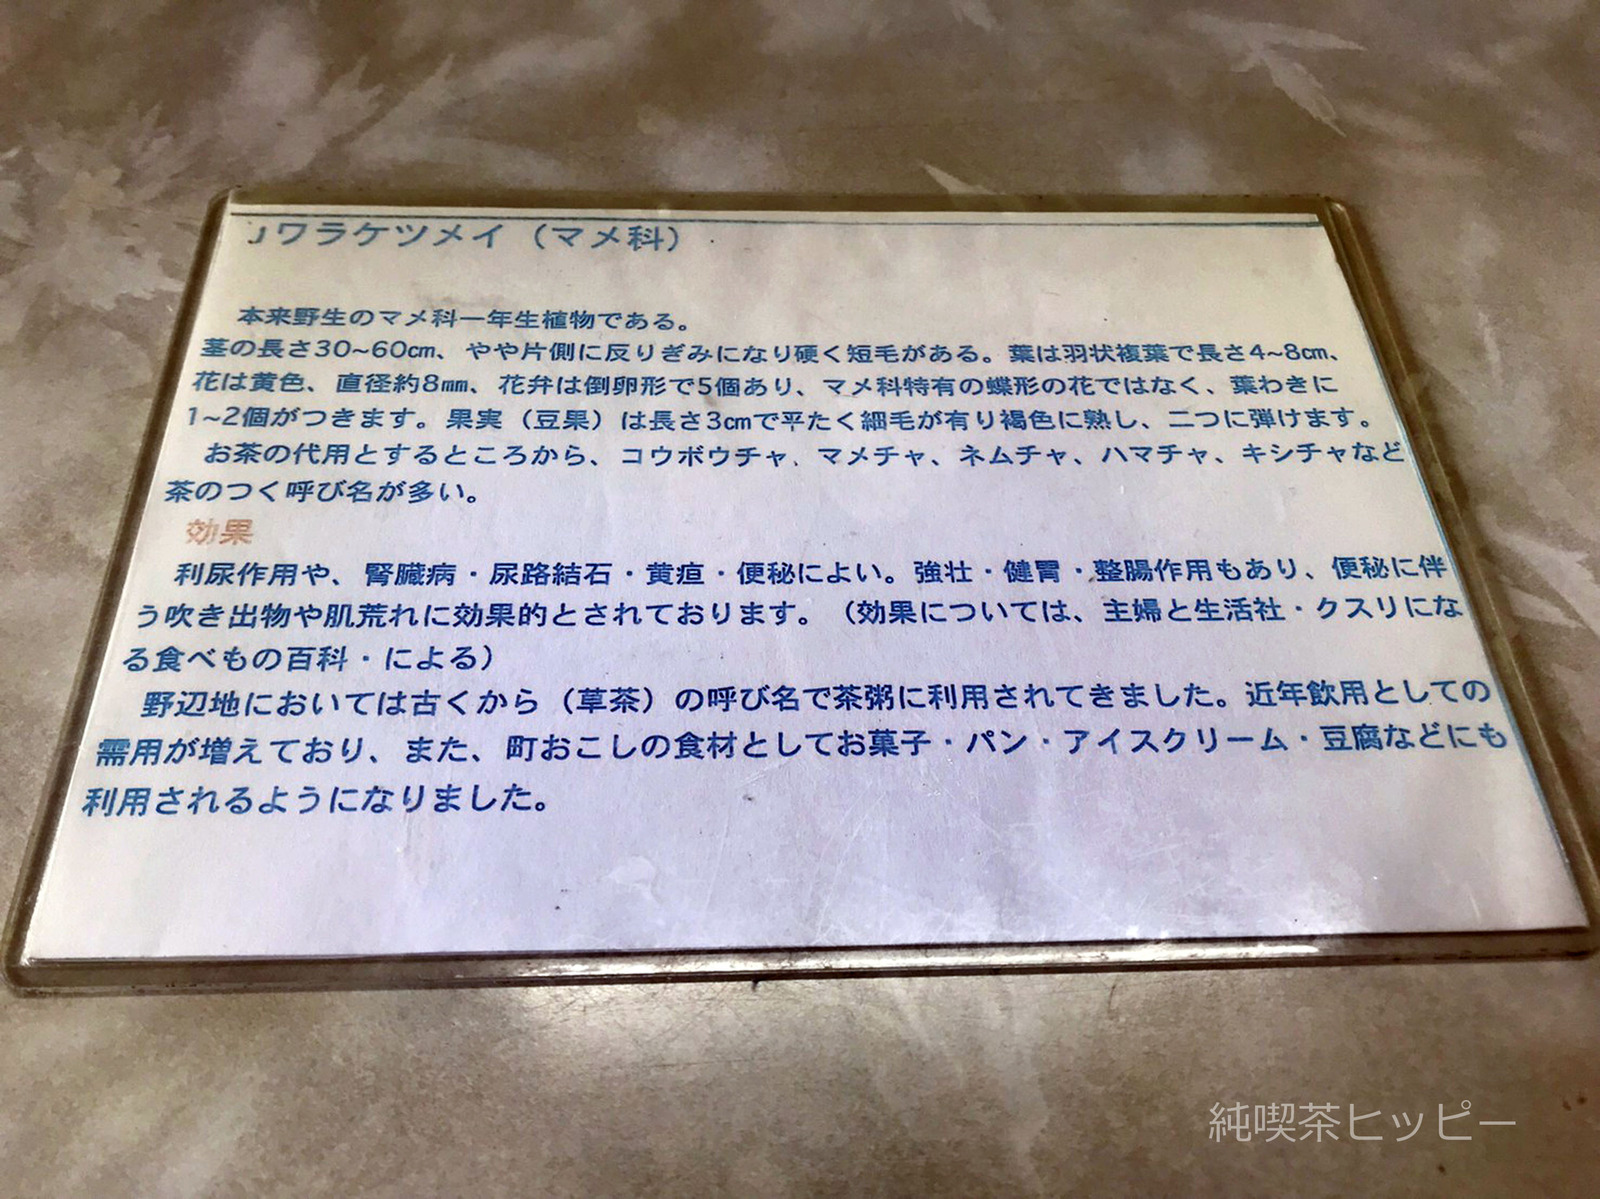 ワラケツメイ（マメ科）
本来野生のマメ科一年生植物である。
茎の長さ30~60㎝、やや片側に反りぎみになり硬く短毛がある。葉は羽状複葉で長さ4~8㎝、
花は黄色、直径約8㎜、花弁は倒卵形で5個あり、マメ科特有の蝶形の花ではなく、葉わきに
1~2個がつきます。果実（豆果）は長さ3㎝で平たく細毛が有り褐色に熟し、二つに弾けます。
お茶の代用とするところから、コウボウチャ、マメチャ、ネムチャ、ハマチャ、キシチャなど
茶のつく呼び名が多い。
効果
利尿作用や、腎臓病・尿路結石・黄疸・便秘によい。強壮・健胃・整腸作用もあり、便秘に伴
う吹き出物や肌荒れに効果的とされております。（効果については、主婦と生活社・クスリにな
る食べもの百科・による）
野辺地においては古くから（草茶）の呼び名で茶粥に利用されてきました。近年飲用としての
需用が増えており、また、町おこしの食材としてお菓子・パン・アイスクリーム・豆腐などにも
利用されるようになりました。
純喫茶ヒッピー